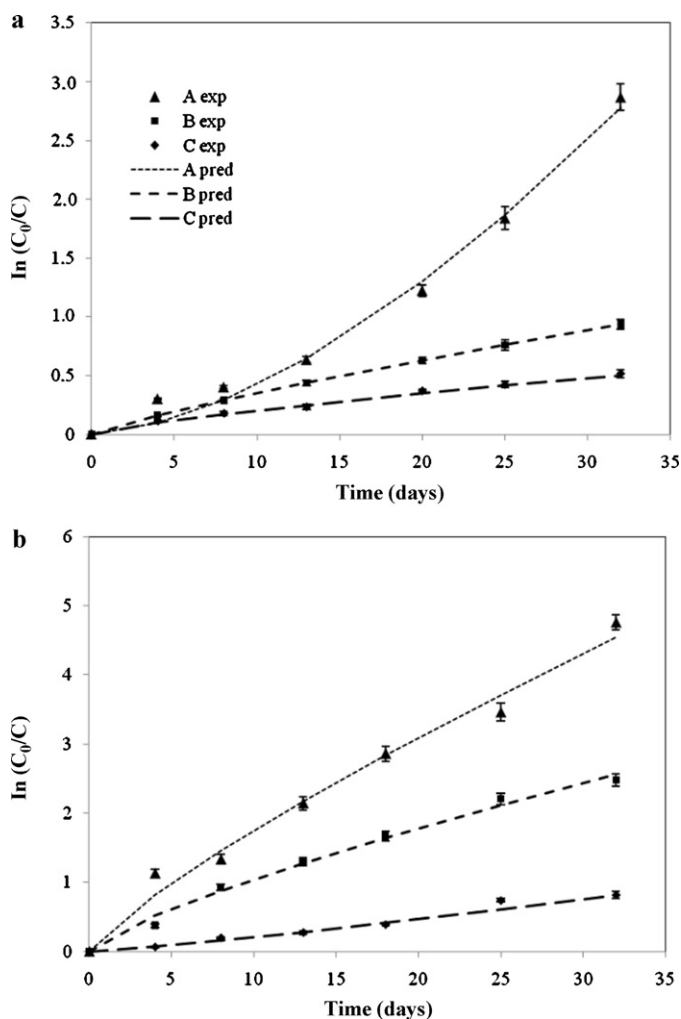 a
ln (C0/C)
3.5
3.0
2.5
2.0
1.5
1.0
0.5
0
A exp
B exp
C exp
A pred
B pred
C pred
0 5 10 15 20 25 30 35
Time (days)
b
ln (C0/C)
6
5
4
3
2
1
0
0 5 10 15 20 25 30 35
Time (days)